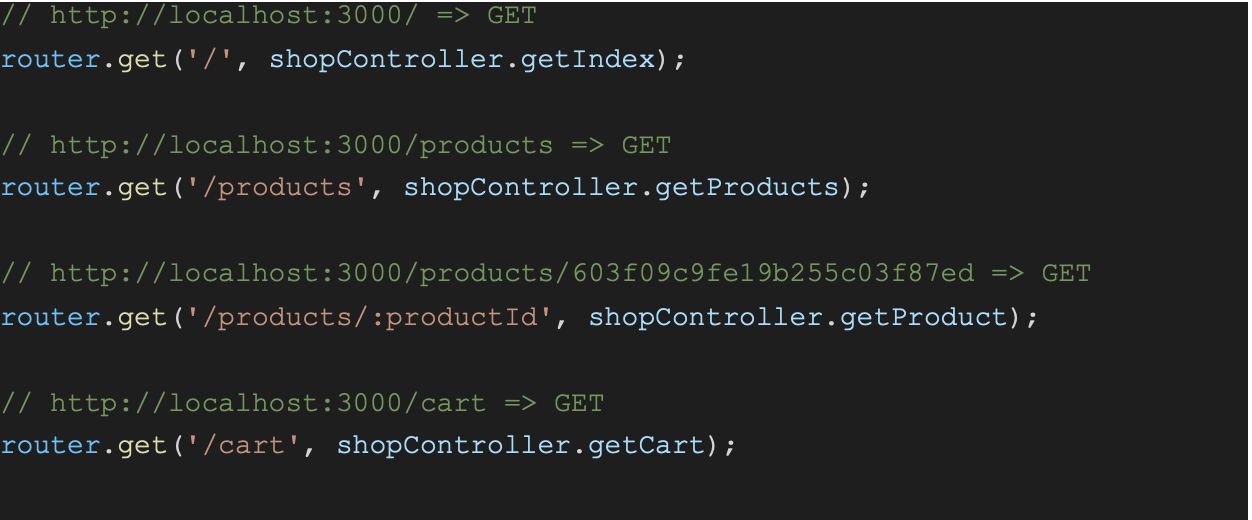 // http://localhost:3000/ => GET
router.get('/', shopController.getIndex);
// http://localhost:3000/products => GET
router.get('/products', shopController.getProducts);
// http://localhost:3000/products/603f09c9fe19b255c03f87ed => GET
router.get('/products/:productId', shopController.getProduct);
// http://localhost:3000/cart => GET
router.get('/cart', shopController.getCart);